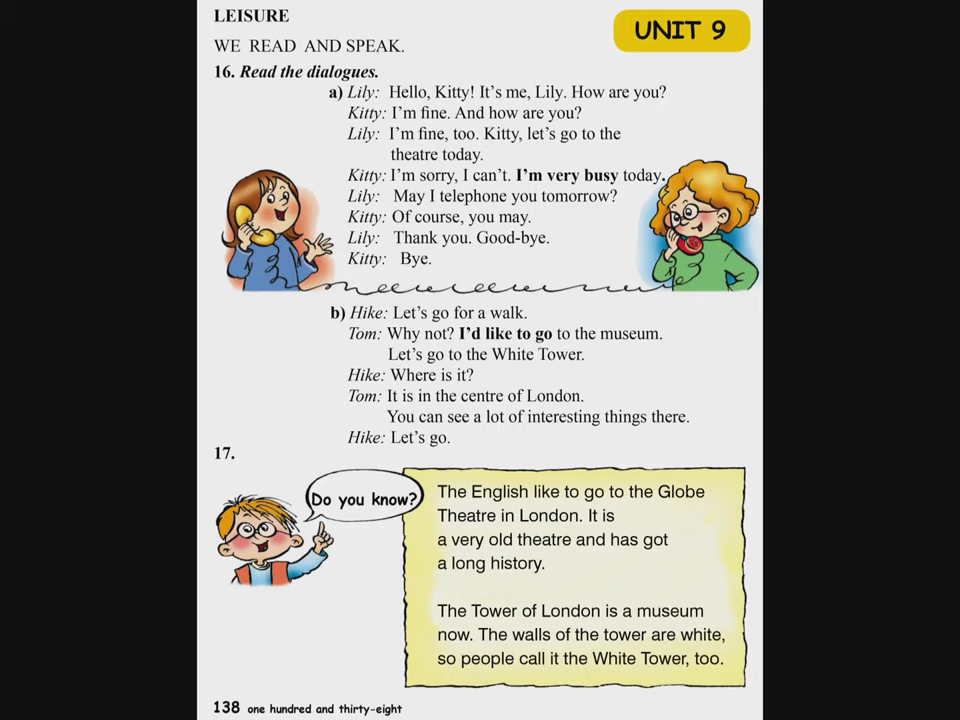 LEISURE
UNIT 9
WE READ AND SPEAK.
16. Read the dialogues.
a) Lily: Hello, Kitty! It's me, Lily. How are you?
Kitty: I'm fine. And how are you?
Lily: I'm fine, too. Kitty, let's go to the
theatre today.
Kitty: I'm sorry, I can't. I'm very busy today.
Lily: May I telephone you tomorrow?
Kitty: Of course, you may.
Lily: Thank you. Good-bye.
Kitty: Bye.
b) Hike: Let's go for a walk.
Tom: Why not? I'd like to go to the museum.
Let's go to the White Tower.
Hike: Where is it?
Tom: It is in the centre of London.
You can see a lot of interesting things there.
Hike: Let's go.
17.
Do you know?
The English like to go to the Globe
Theatre in London. It is
a very old theatre and has got
a long history.
The Tower of London is a museum
now. The walls of the tower are white,
so people call it the White Tower, too.
138 one hundred and thirty-eight